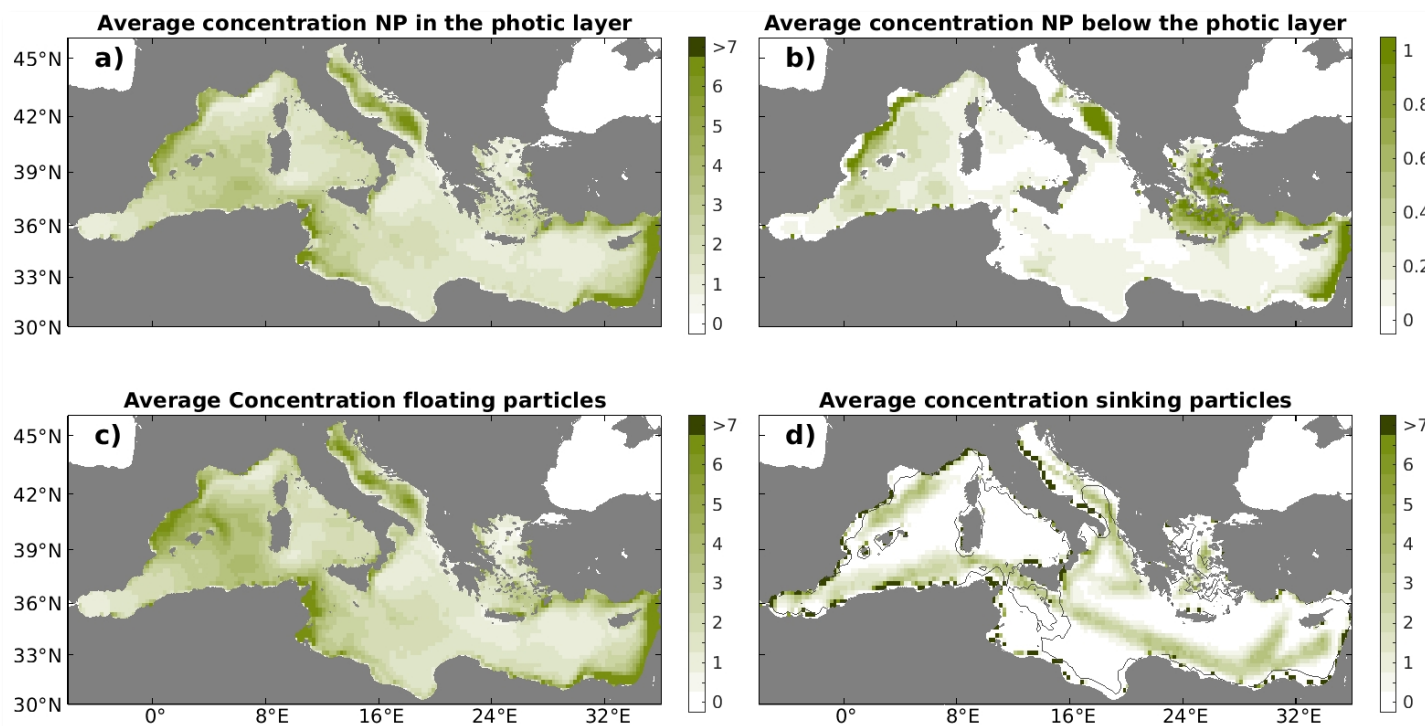 Average concentration NP in the photic layer
Average concentration NP below the photic layer
a)
b)
45°N
42°N
39°N
36°N
33°N
30°N
>7
6
5
4
3
2
1
0
1
0.8
0.6
0.4
0.2
0
Average Concentration floating particles
Average concentration sinking particles
c)
d)
45°N
42°N
39°N
36°N
33°N
30°N
0°
8°E
16°E
24°E
32°E
>7
6
5
4
3
2
1
0
0°
8°E
16°E
24°E
32°E
>7
6
5
4
3
2
1
0